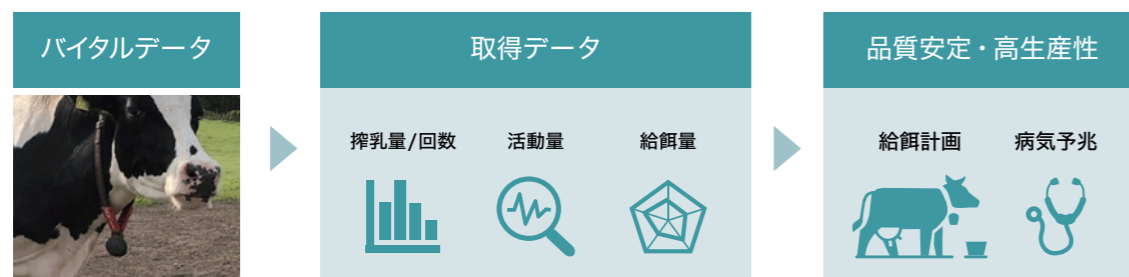 バイタルデータ
取得データ
品質安定・高生産性
搾乳量/回数
活動量
給餌量
給餌計画
病気予兆